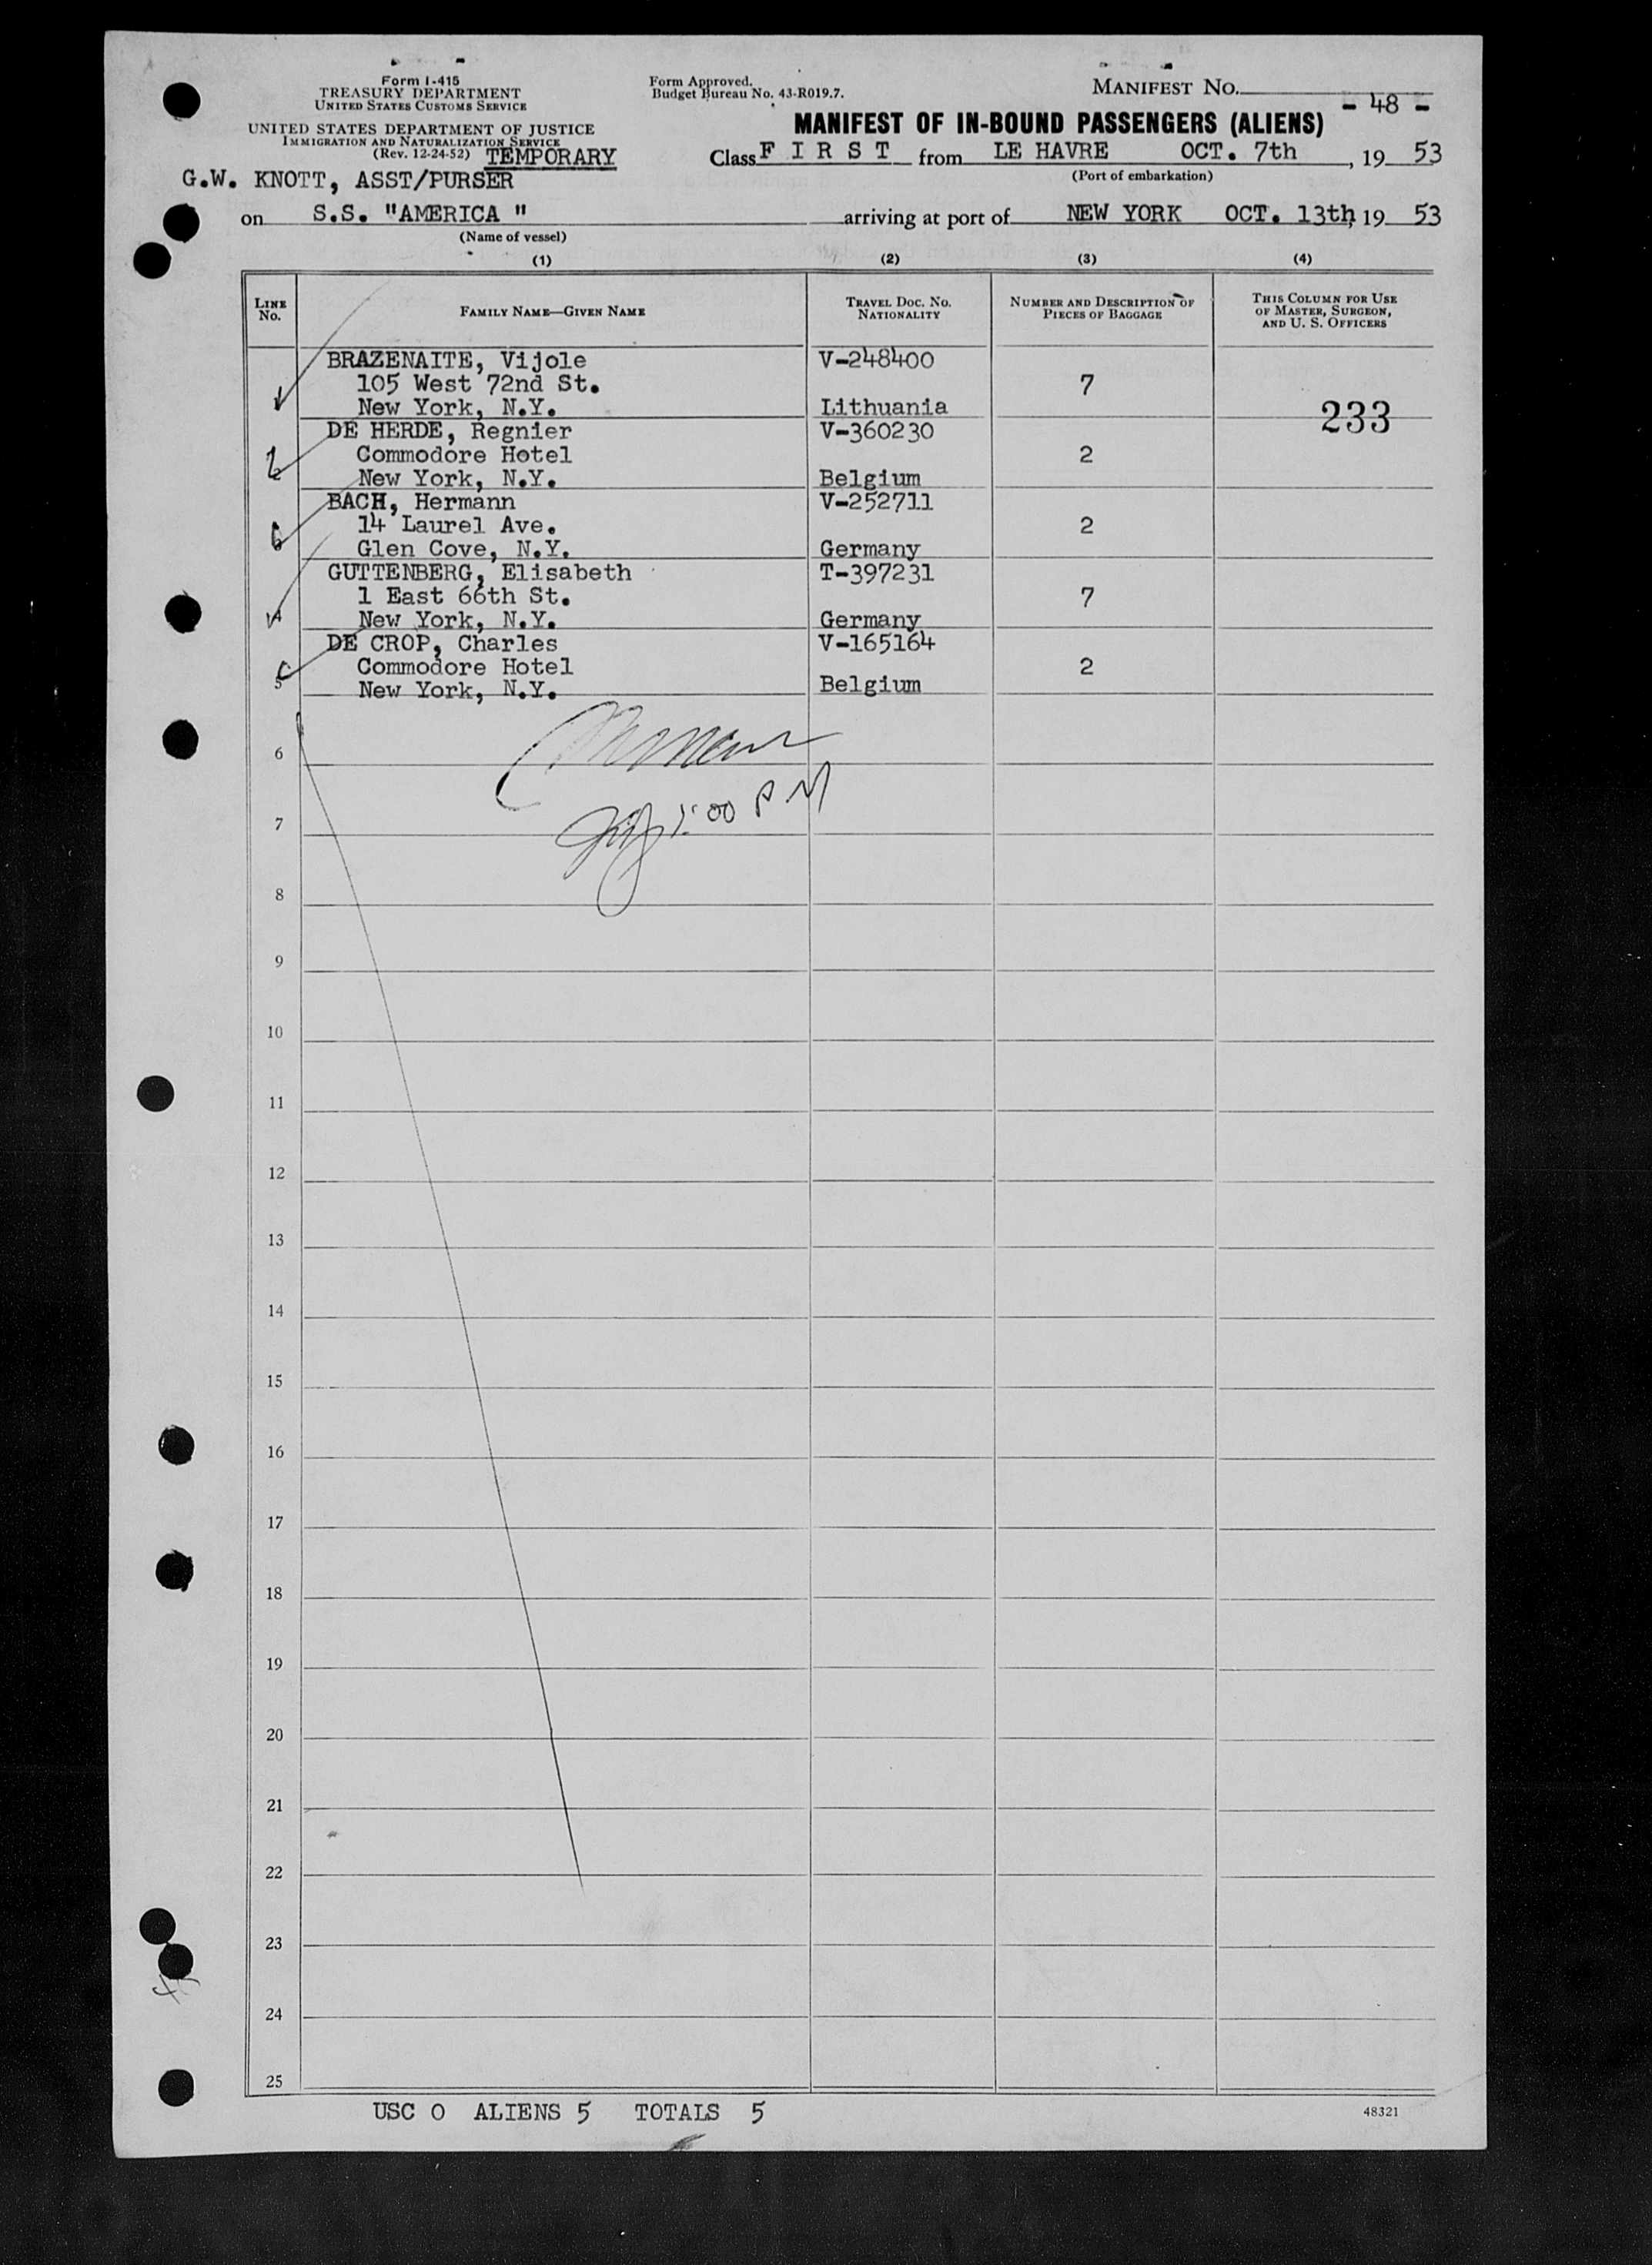 Form I-415
TREASURY DEPARTMENT
UNITED STATES CUSTOMS SERVICE
UNITED STATES DEPARTMENT OF JUSTICE
IMMIGRATION AND NATURALIZATION SERVICE
(Rev. 12-24-52) TEMPORARY
G.W. KNOTT, ASST/PURSER
Form Approved.
Budget Bureau No. 43-R019.7.
MANIFEST No.
- 48 -
MANIFEST OF IN-BOUND PASSENGERS (ALIENS)
Class F I R S T from LE HAVRE OCT. 7th, 19 53
(Port of embarkation)
on S.S. "AMERICA " arriving at port of NEW YORK OCT. 13th, 19 53
(Name of vessel)
(1) (2) (3) (4)
LINE No. FAMILY NAME—GIVEN NAME TRAVEL DOC. NO. NATIONALITY NUMBER AND DESCRIPTION OF PIECES OF BAGGAGE THIS COLUMN FOR USE OF MASTER, SURGEON, AND U. S. OFFICERS
BRAZENAITE, Vijole V-248400
105 West 72nd St. 7
New York, N.Y. Lithuania 233
DE HERDE, Regnier V-360230
Commodore Hotel 2
2 New York, N.Y. Belgium
BACH, Hermann V-252711
14 Laurel Ave. 2
Glen Cove, N.Y. Germany
GUTTENBERG, Elisabeth T-397231
1 East 66th St. 7
4 New York, N.Y. Germany
DE CROP, Charles V-165164
Commodore Hotel 2
5 New York, N.Y. Belgium
6
7 :00 P M
8
9
10
11
12
13
14
15
16
17
18
19
20
21
22
23
24
25
USC 0 ALIENS 5 TOTALS 5
48321